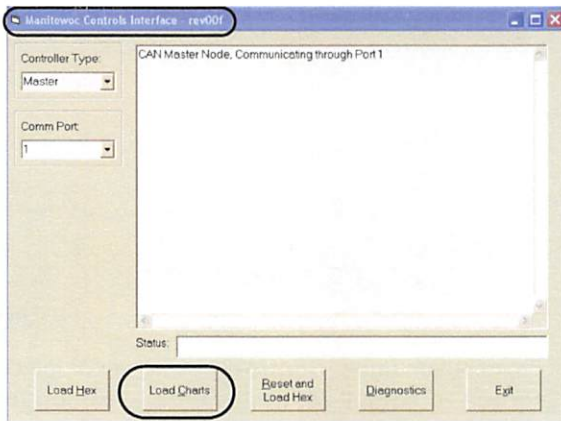 Manitowoc Controls Interface - rev00f
Controller Type:
Master
Comm Port:
1
CAN Master Node, Communicating through Port 1
Status:
Load Hex
Load Charts
Reset and
Load Hex
Diagnostics
Exit